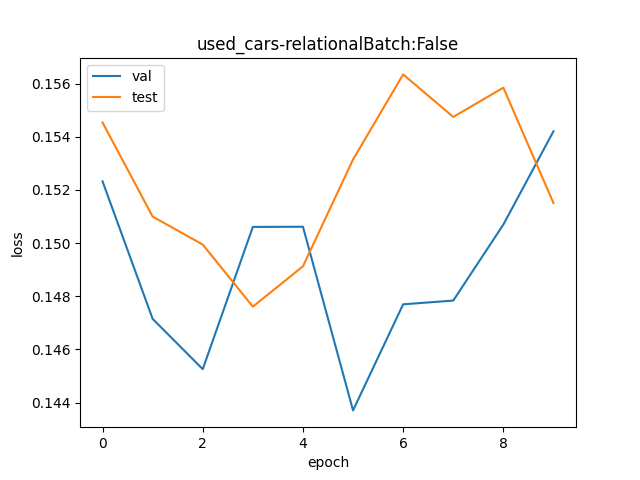 used_cars-relationalBatch:False
val
test
0.156
0.154
0.152
0.150
0.148
0.146
0.144
loss
0 2 4 6 8
epoch